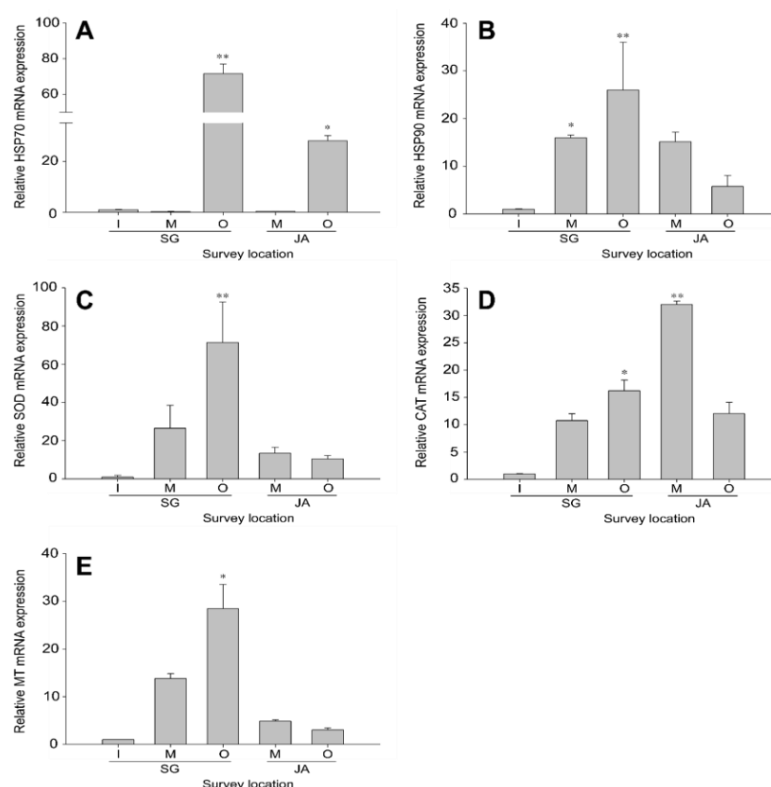 A
Relative HSP70 mRNA expression
100
80
60
20
0
**
*
I M O M O
SG JA
Survey location
B
Relative HSP90 mRNA expression
40
30
20
10
0
*
**
I M O M O
SG JA
Survey location
C
Relative SOD mRNA expression
100
80
60
40
20
0
**
I M O M O
SG JA
Survey location
D
Relative CAT mRNA expression
35
30
25
20
15
10
5
0
*
**
I M O M O
SG JA
Survey location
E
Relative MT mRNA expression
40
30
20
10
0
*
I M O M O
SG JA
Survey location